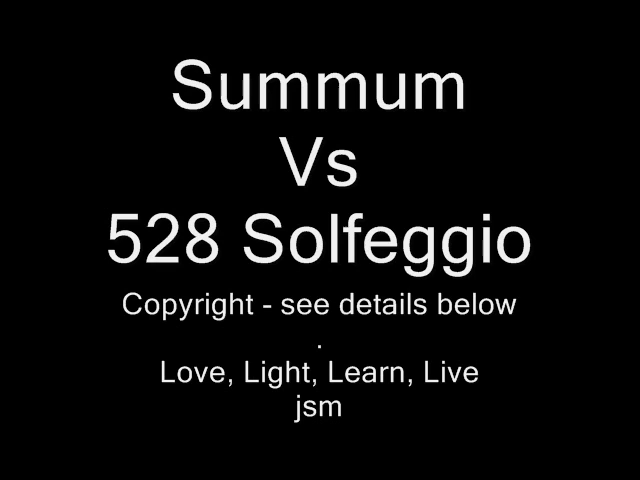 Summum
Vs
528 Solfeggio
Copyright - see details below
.
Love, Light, Learn, Live
jsm